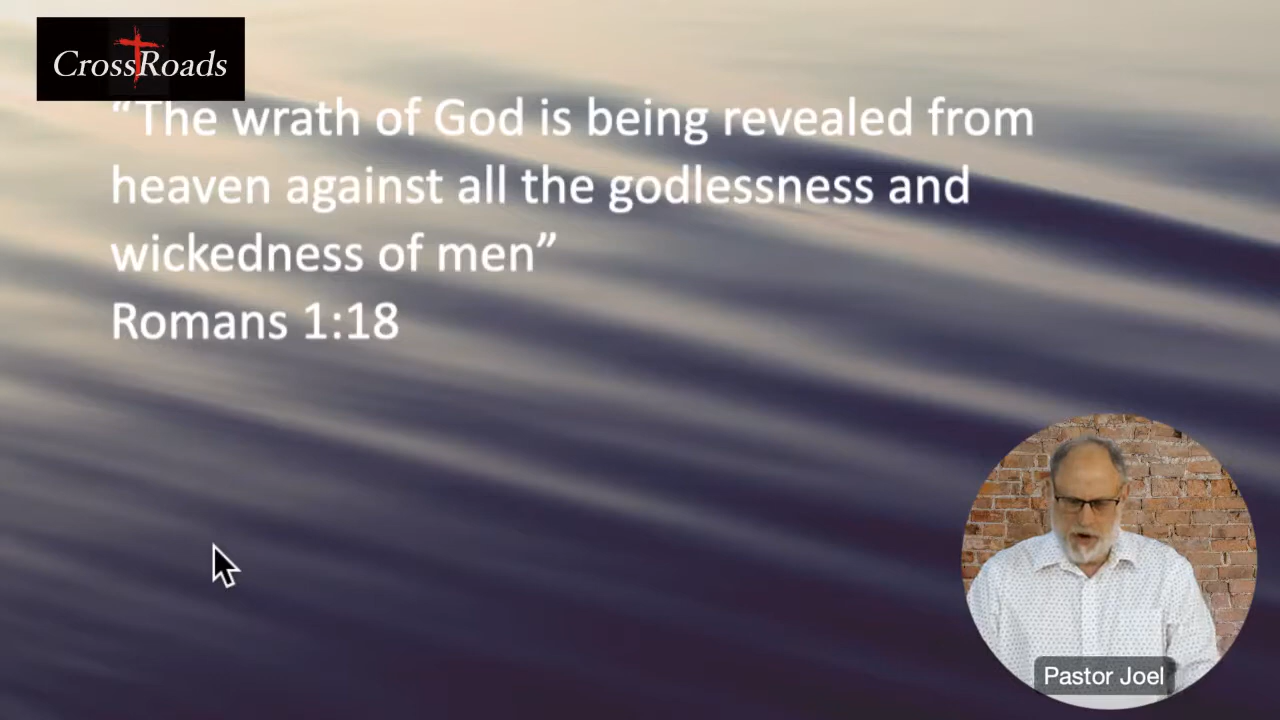 CrossRoads
“The wrath of God is being revealed from
heaven against all the godlessness and
wickedness of men”
Romans 1:18
Pastor Joel